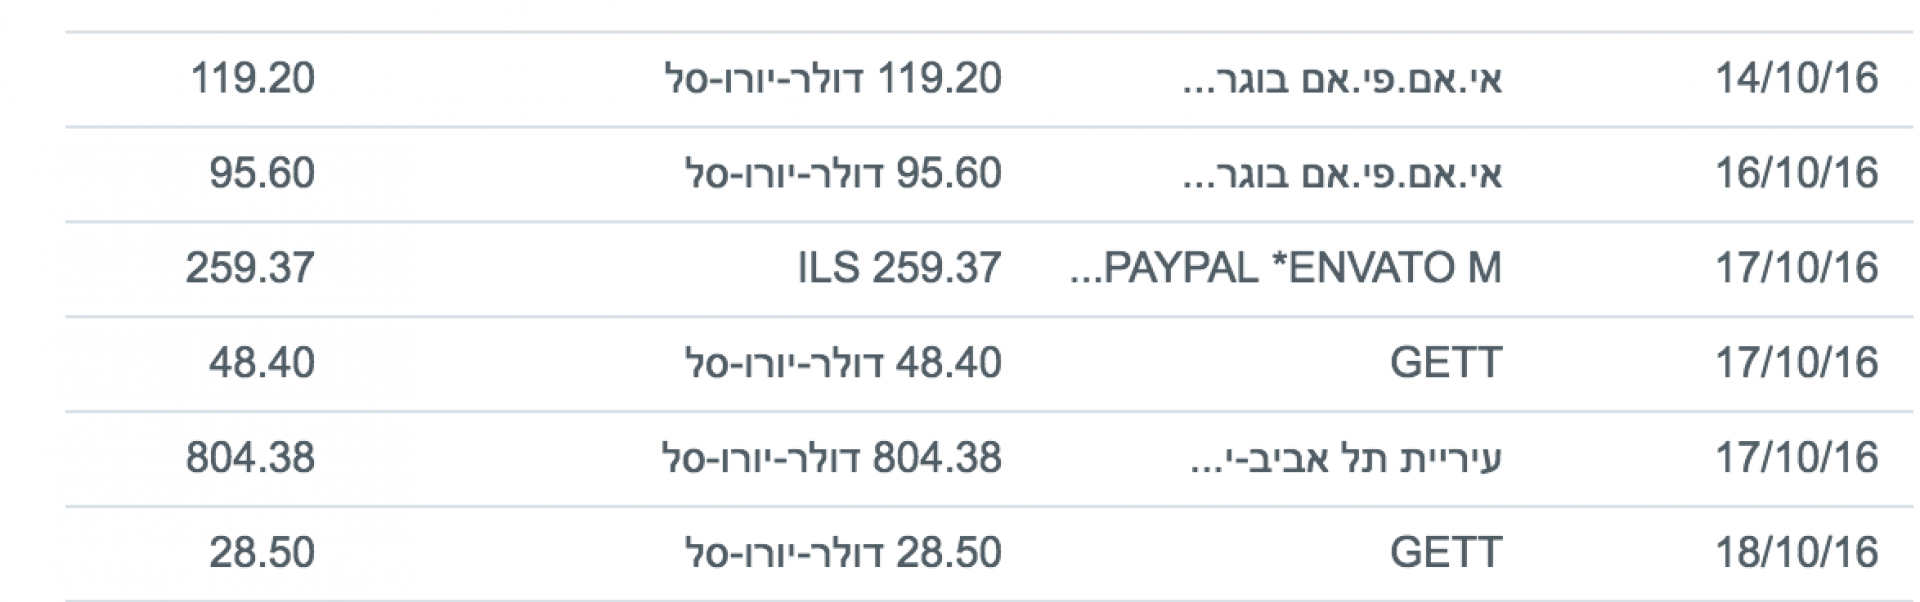 14/10/16 אי.אם.פי.אם בוגר... 119.20 דולר-יורו-סל 119.20
16/10/16 אי.אם.פי.אם בוגר... 95.60 דולר-יורו-סל 95.60
17/10/16 PAYPAL *ENVATO M... ILS 259.37 259.37
17/10/16 GETT 48.40 דולר-יורו-סל 48.40
17/10/16 עיריית תל אביב-י... 804.38 דולר-יורו-סל 804.38
18/10/16 GETT 28.50 דולר-יורו-סל 28.50